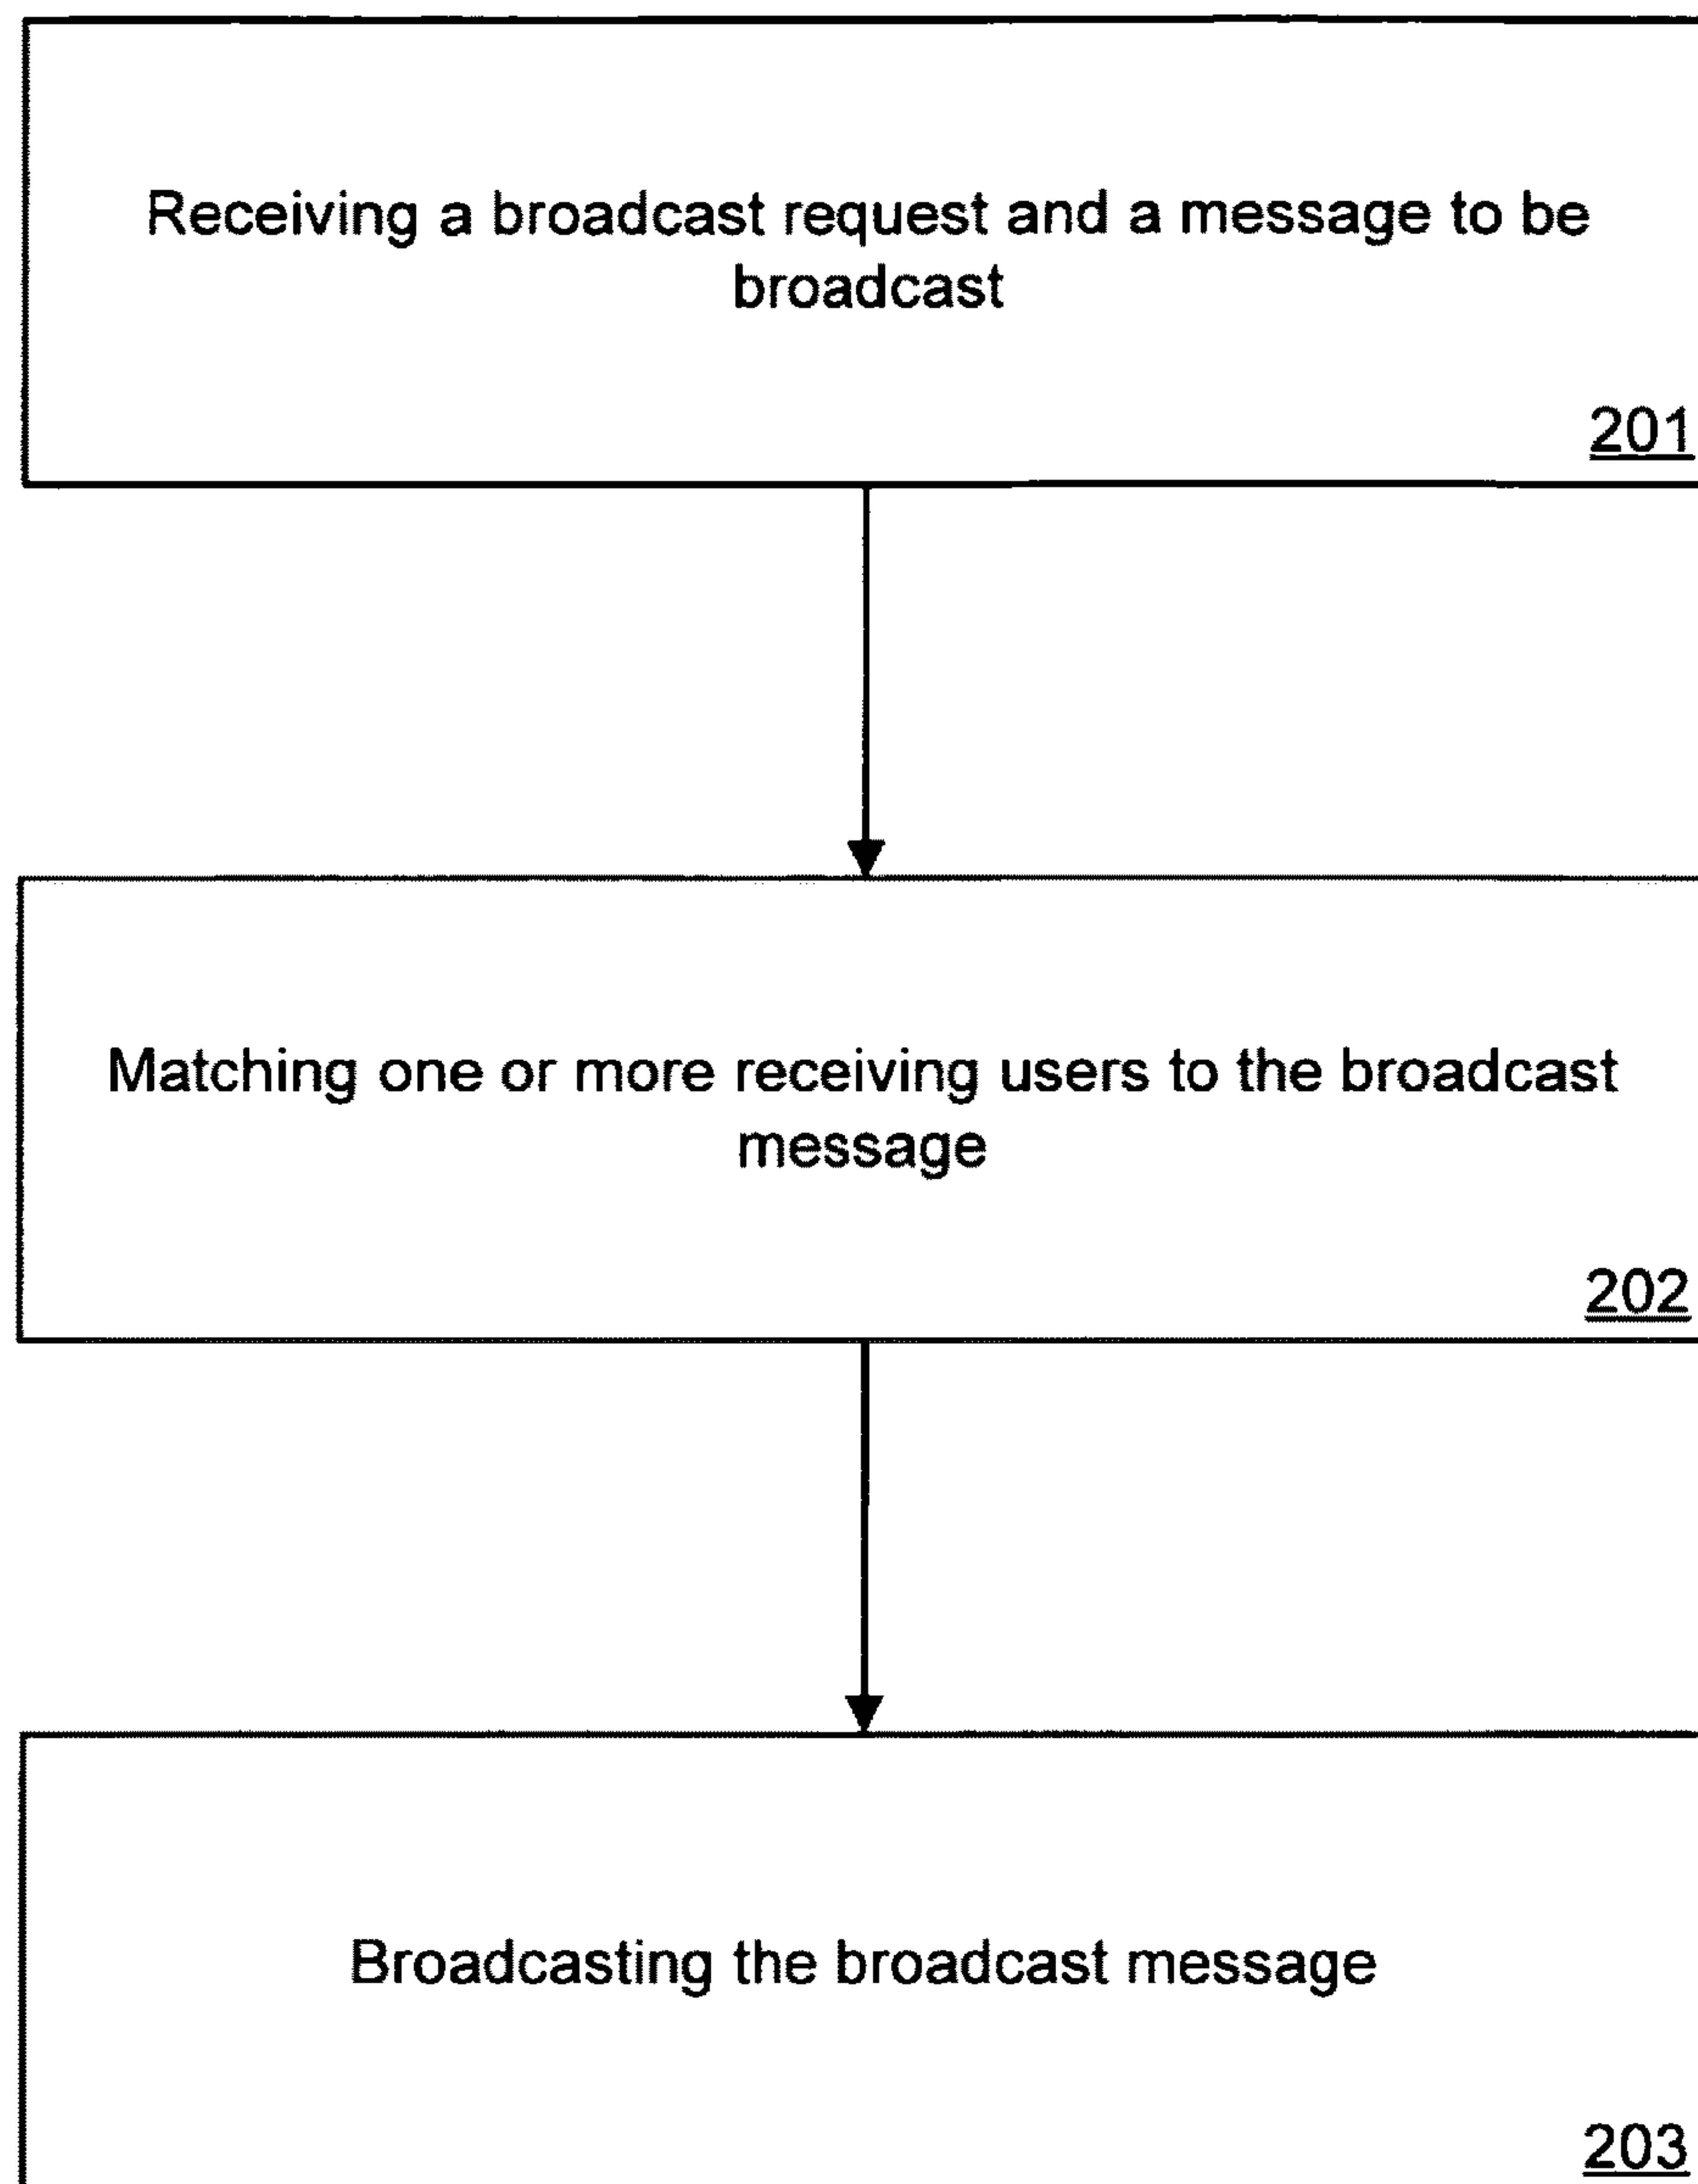 Receiving a broadcast request and a message to be
broadcast
201
Matching one or more receiving users to the broadcast
message
202
Broadcasting the broadcast message
203